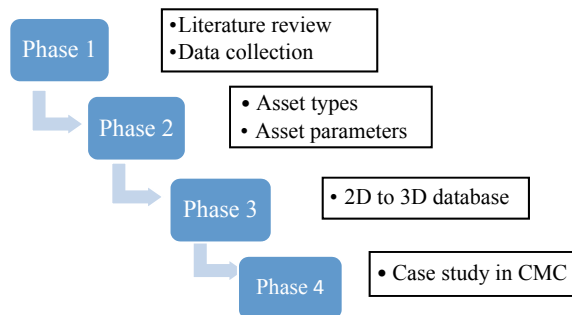 Phase 1
•Literature review
•Data collection
Phase 2
• Asset types
• Asset parameters
Phase 3
• 2D to 3D database
Phase 4
• Case study in CMC